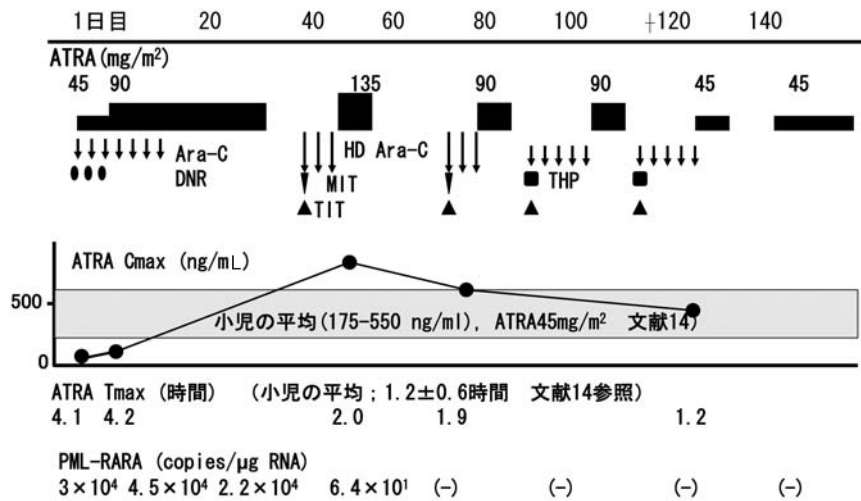 1日目 20 40 60 80 100 120 140
ATRA(mg/m²)
45 90 135 90 90 45 45
Ara-C HD Ara-C
DNR MIT THP
TIT
ATRA Cmax (ng/mL)
500
小児の平均(175-550 ng/ml), ATRA45mg/m² 文献14)
0
ATRA Tmax (時間) (小児の平均;1.2±0.6時間 文献14参照)
4.1 4.2 2.0 1.9 1.2
PML-RARA (copies/μg RNA)
3×10⁴ 4.5×10⁴ 2.2×10⁴ 6.4×10¹ (-) (-) (-) (-)